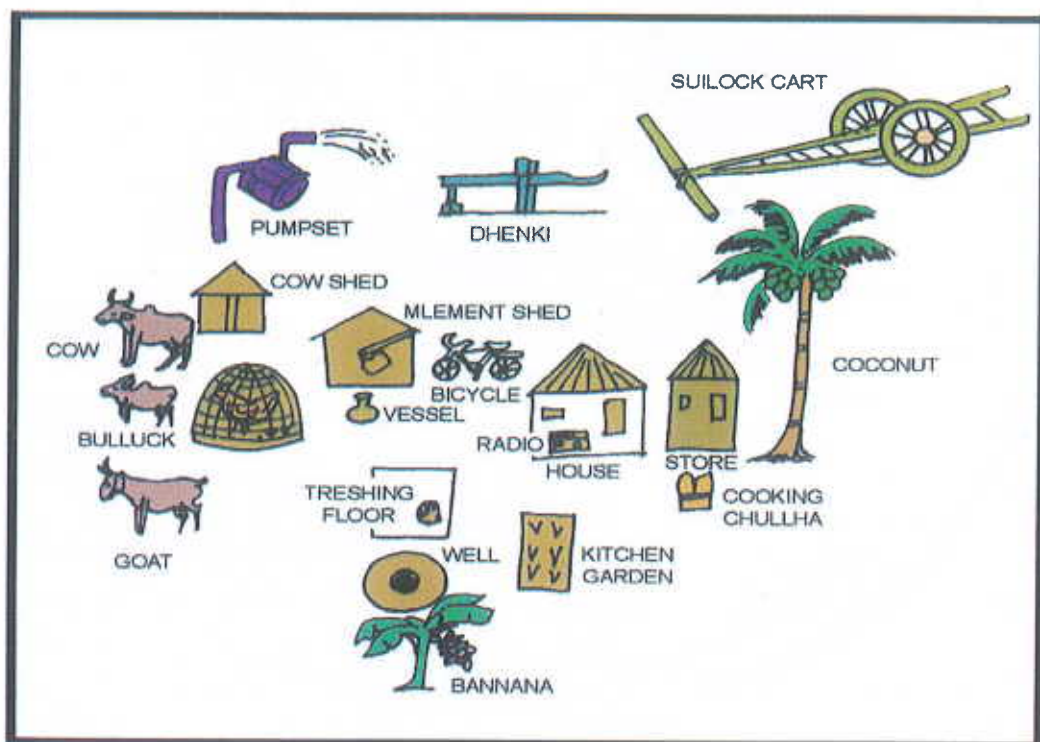 SUILOCK CART
PUMPSET
DHENKI
COW SHED
MLEMENT SHED
COW
COCONUT
BICYCLE
VESSEL
BULLUCK
RADIO
HOUSE
STORE
TRESHING
FLOOR
COOKING
CHULLHA
GOAT
WELL
KITCHEN
GARDEN
BANNANA